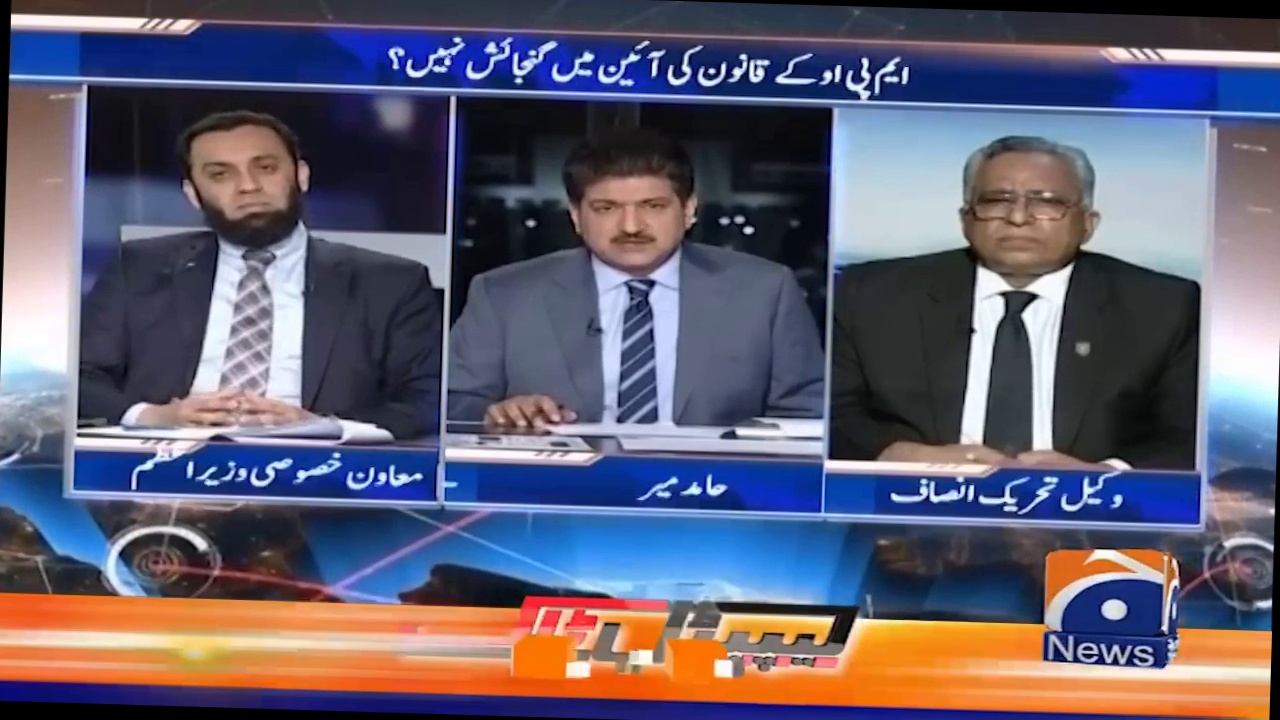 ایم پی او کے قانون کی آئین میں گنجائش نہیں؟
معاون خصوصی وزیراعظم
حامد میر
وکیل تحریک انصاف
News